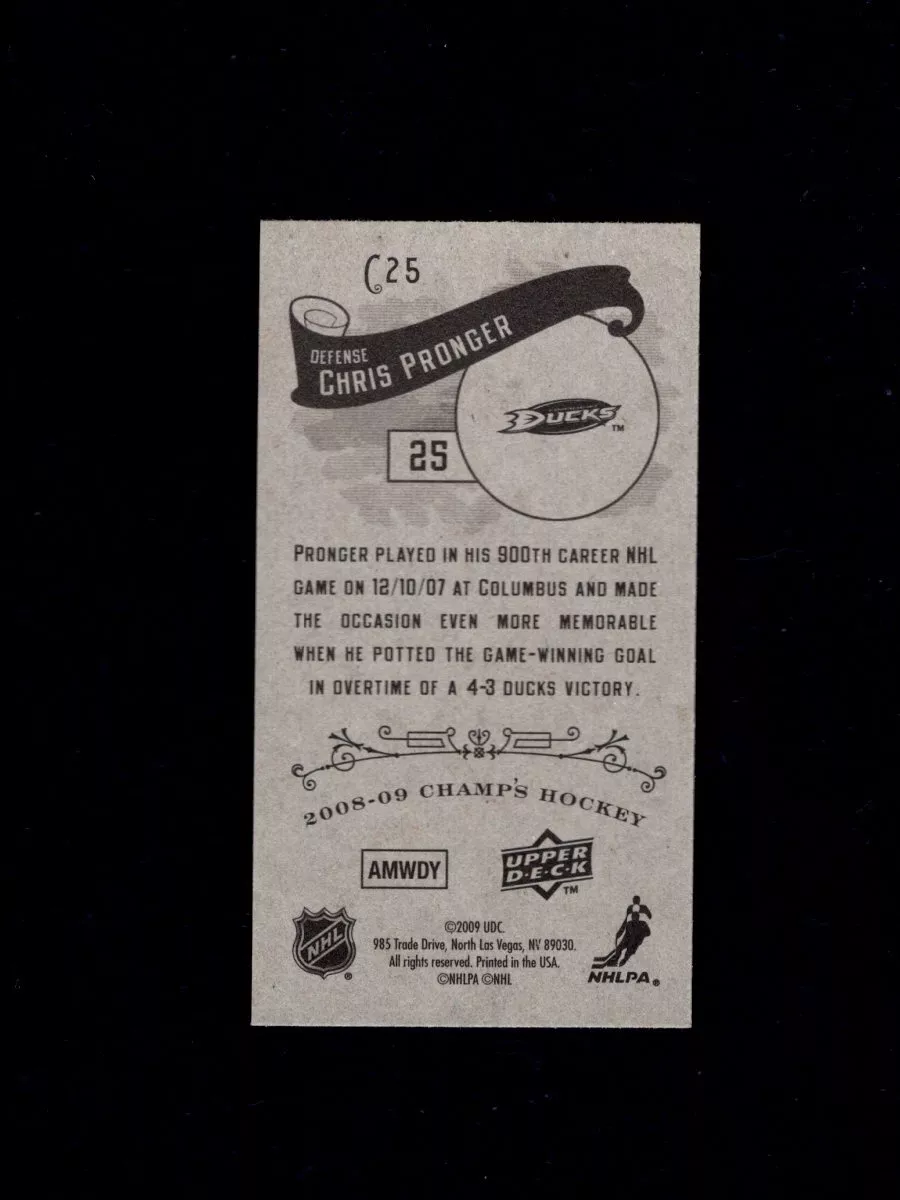 C25
DEFENSE
CHRIS PRONGER
DUCKS™
25
PRONGER PLAYED IN HIS 900TH CAREER NHL
GAME ON 12/10/07 AT COLUMBUS AND MADE
THE OCCASION EVEN MORE MEMORABLE
WHEN HE POTTED THE GAME-WINNING GOAL
IN OVERTIME OF A 4-3 DUCKS VICTORY.
2008-09 CHAMP'S HOCKEY
AMWDY
UPPER
D·E·C·K™
NHL®
©2009 UDC.
985 Trade Drive, North Las Vegas, NV 89030.
All rights reserved. Printed in the USA.
©NHLPA ©NHL
NHLPA®